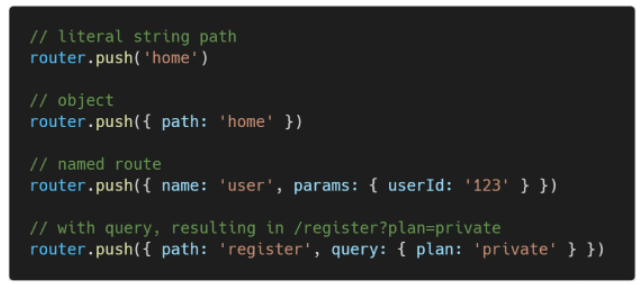 // literal string path
router.push('home')
// object
router.push({ path: 'home' })
// named route
router.push({ name: 'user', params: { userId: '123' } })
// with query, resulting in /register?plan=private
router.push({ path: 'register', query: { plan: 'private' } })